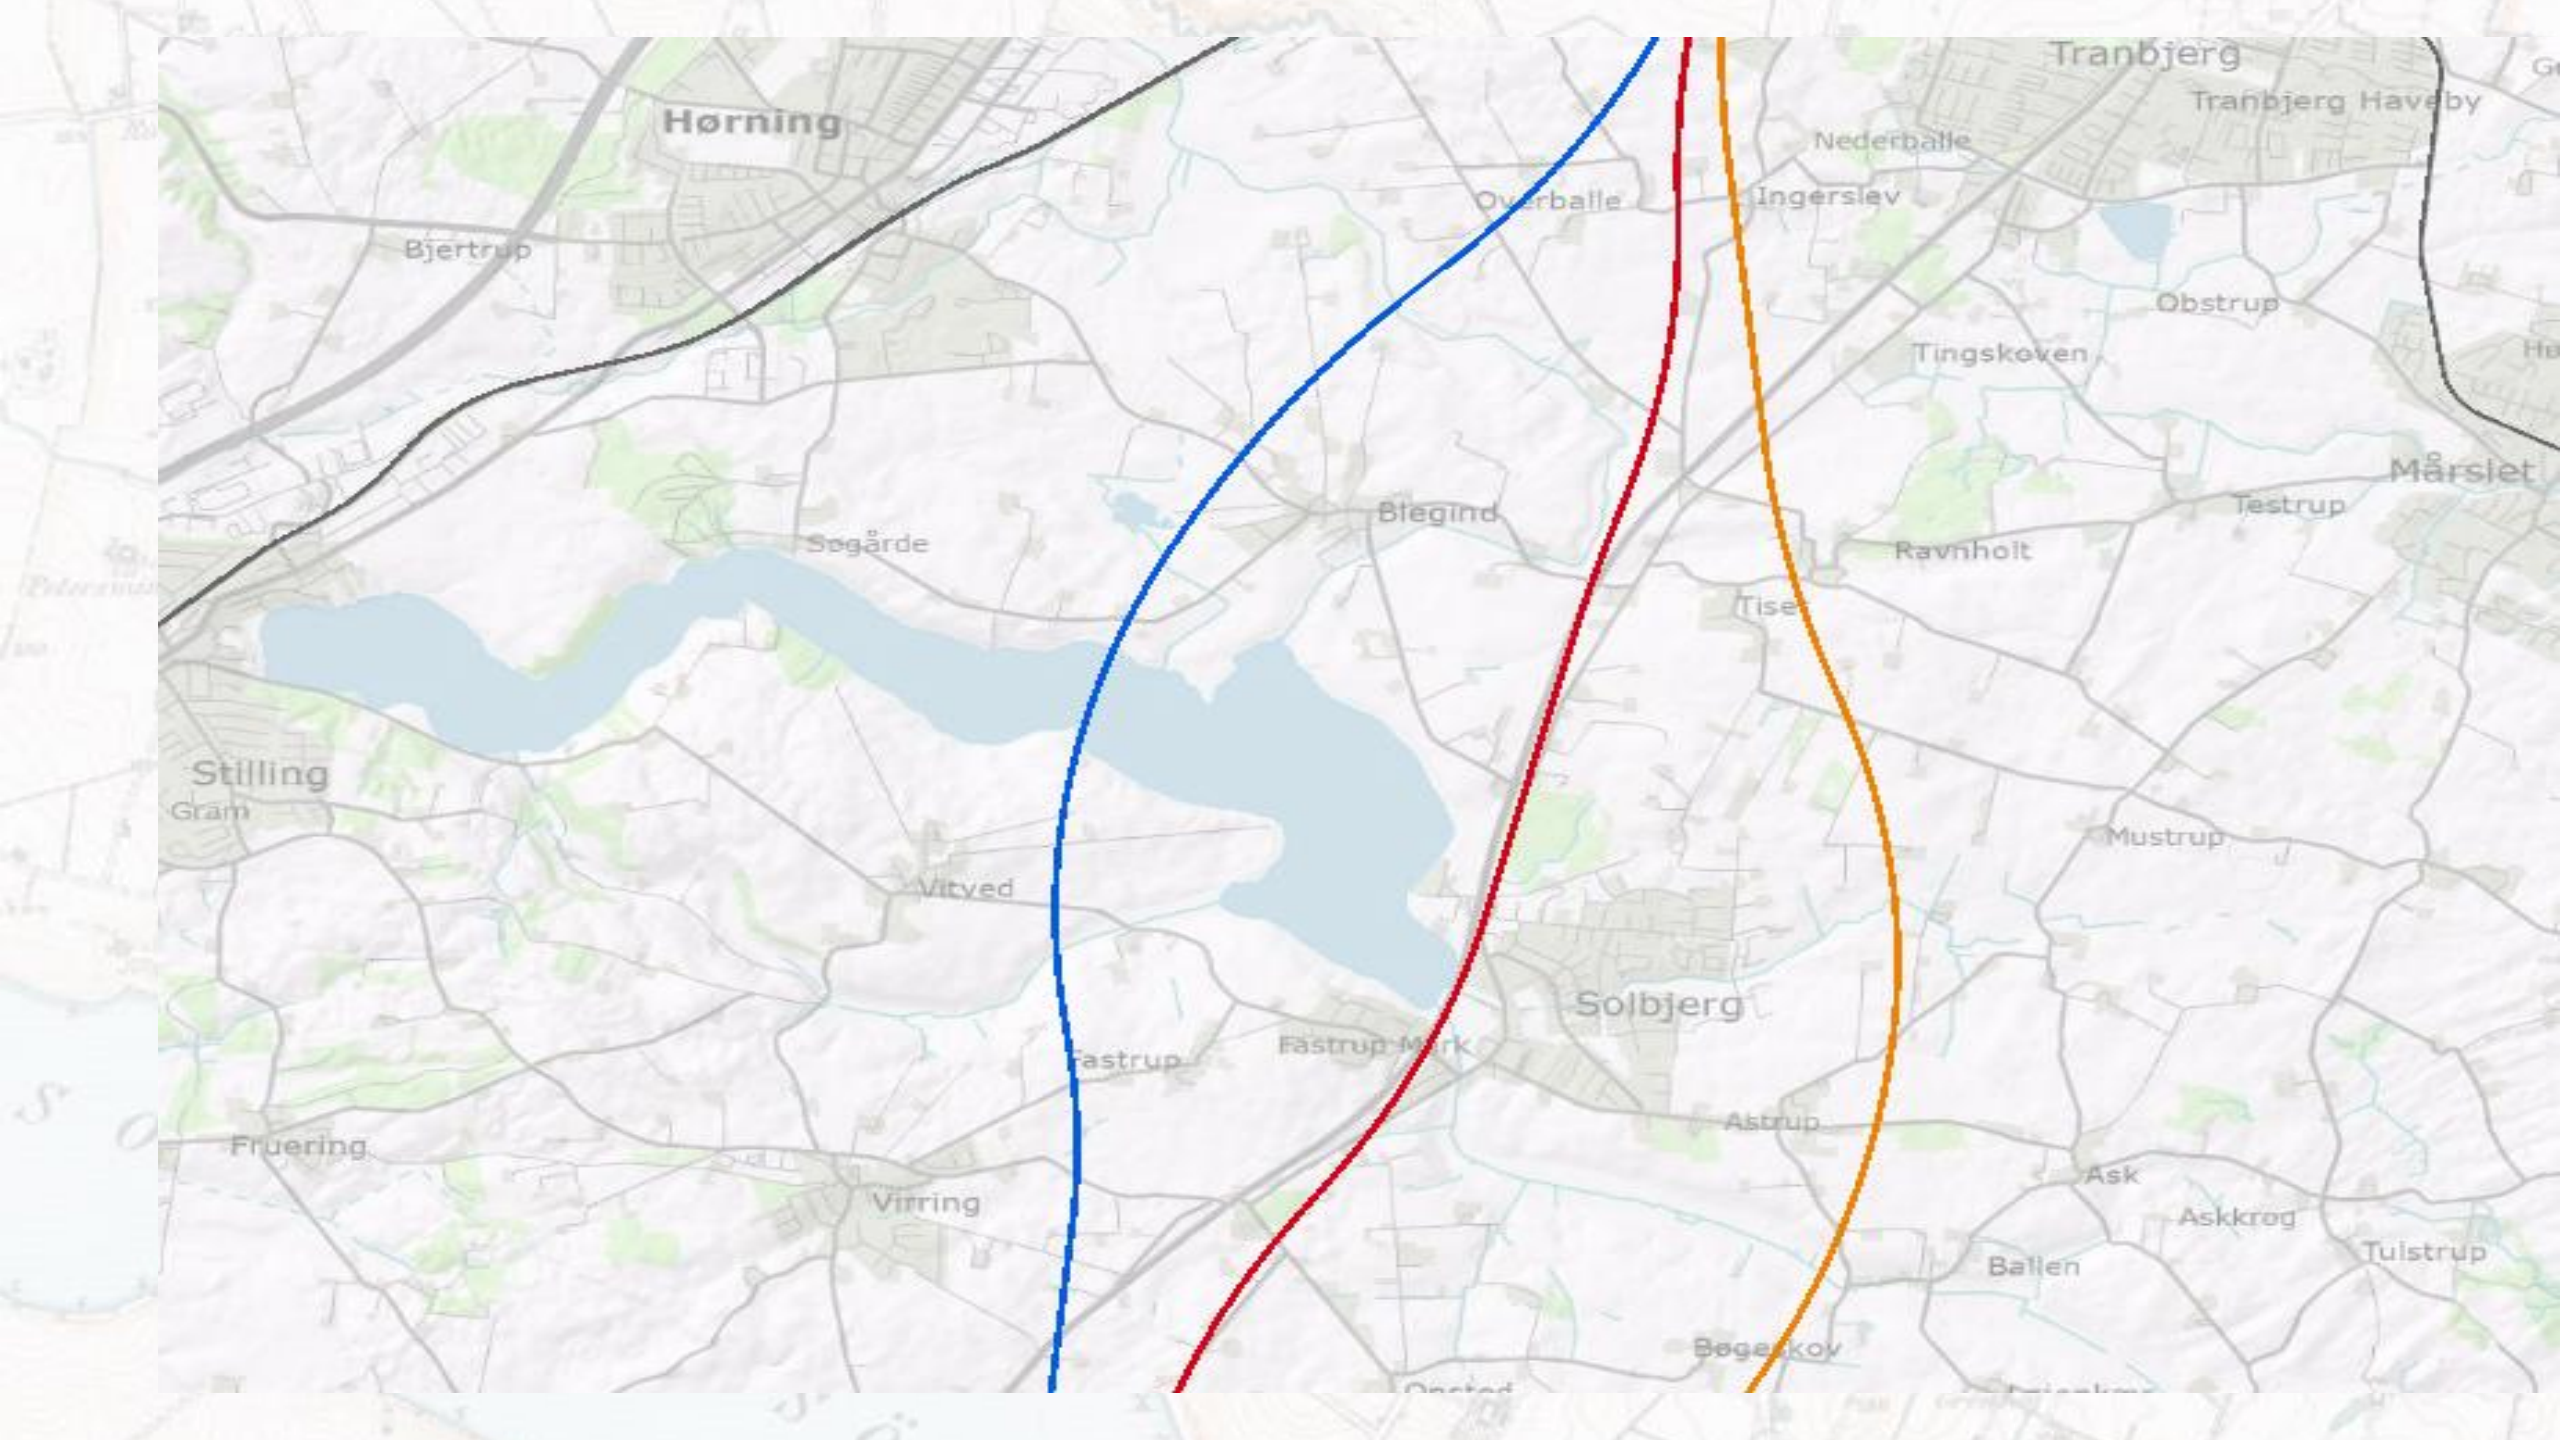 Tranbjerg
Tranbjerg Haveby
Hørning
Nederballe
Overballe
Ingerslev
Bjertrup
Obstrup
Tingskoven
Mårslet
Blegind
Testrup
Søgårde
Ravnholt
Tiset
Stilling
Gram
Mustrup
Vitved
Solbjerg
Fastrup Mark
Fastrup
Astrup
Fruering
Ask
Virring
Askkrog
Tulstrup
Ballen
Bøgeskov